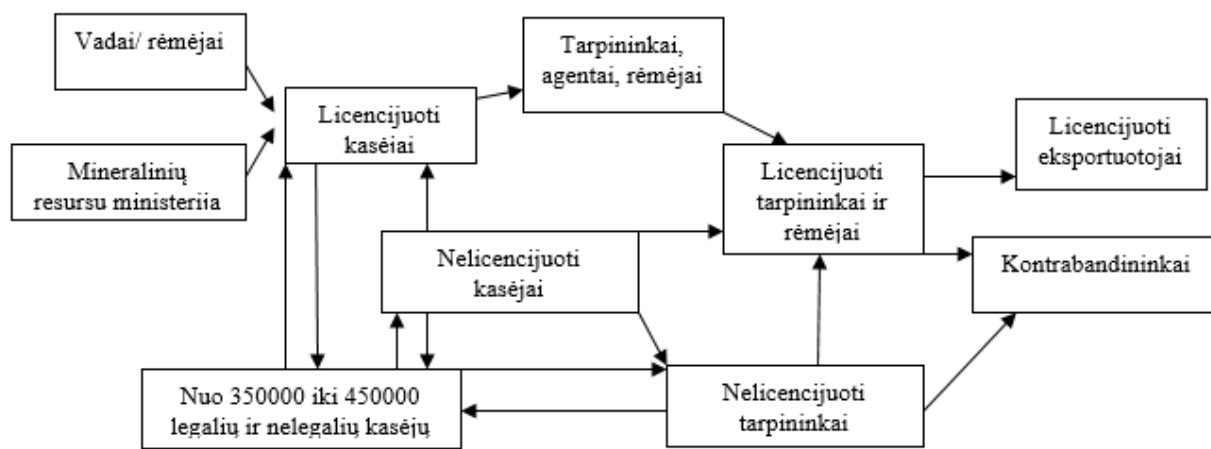 Vadai/ rėmėjai
Tarpininkai,
agentai, rėmėjai
Licencijuoti
kasėjai
Licencijuoti
eksportuotojai
Mineralinių
resursu ministerija
Licencijuoti
tarpininkai ir
rėmėjai
Nelicencijuoti
kasėjai
Kontrabandininkai
Nuo 350000 iki 450000
legalių ir nelegalių kasėjų
Nelicencijuoti
tarpininkai